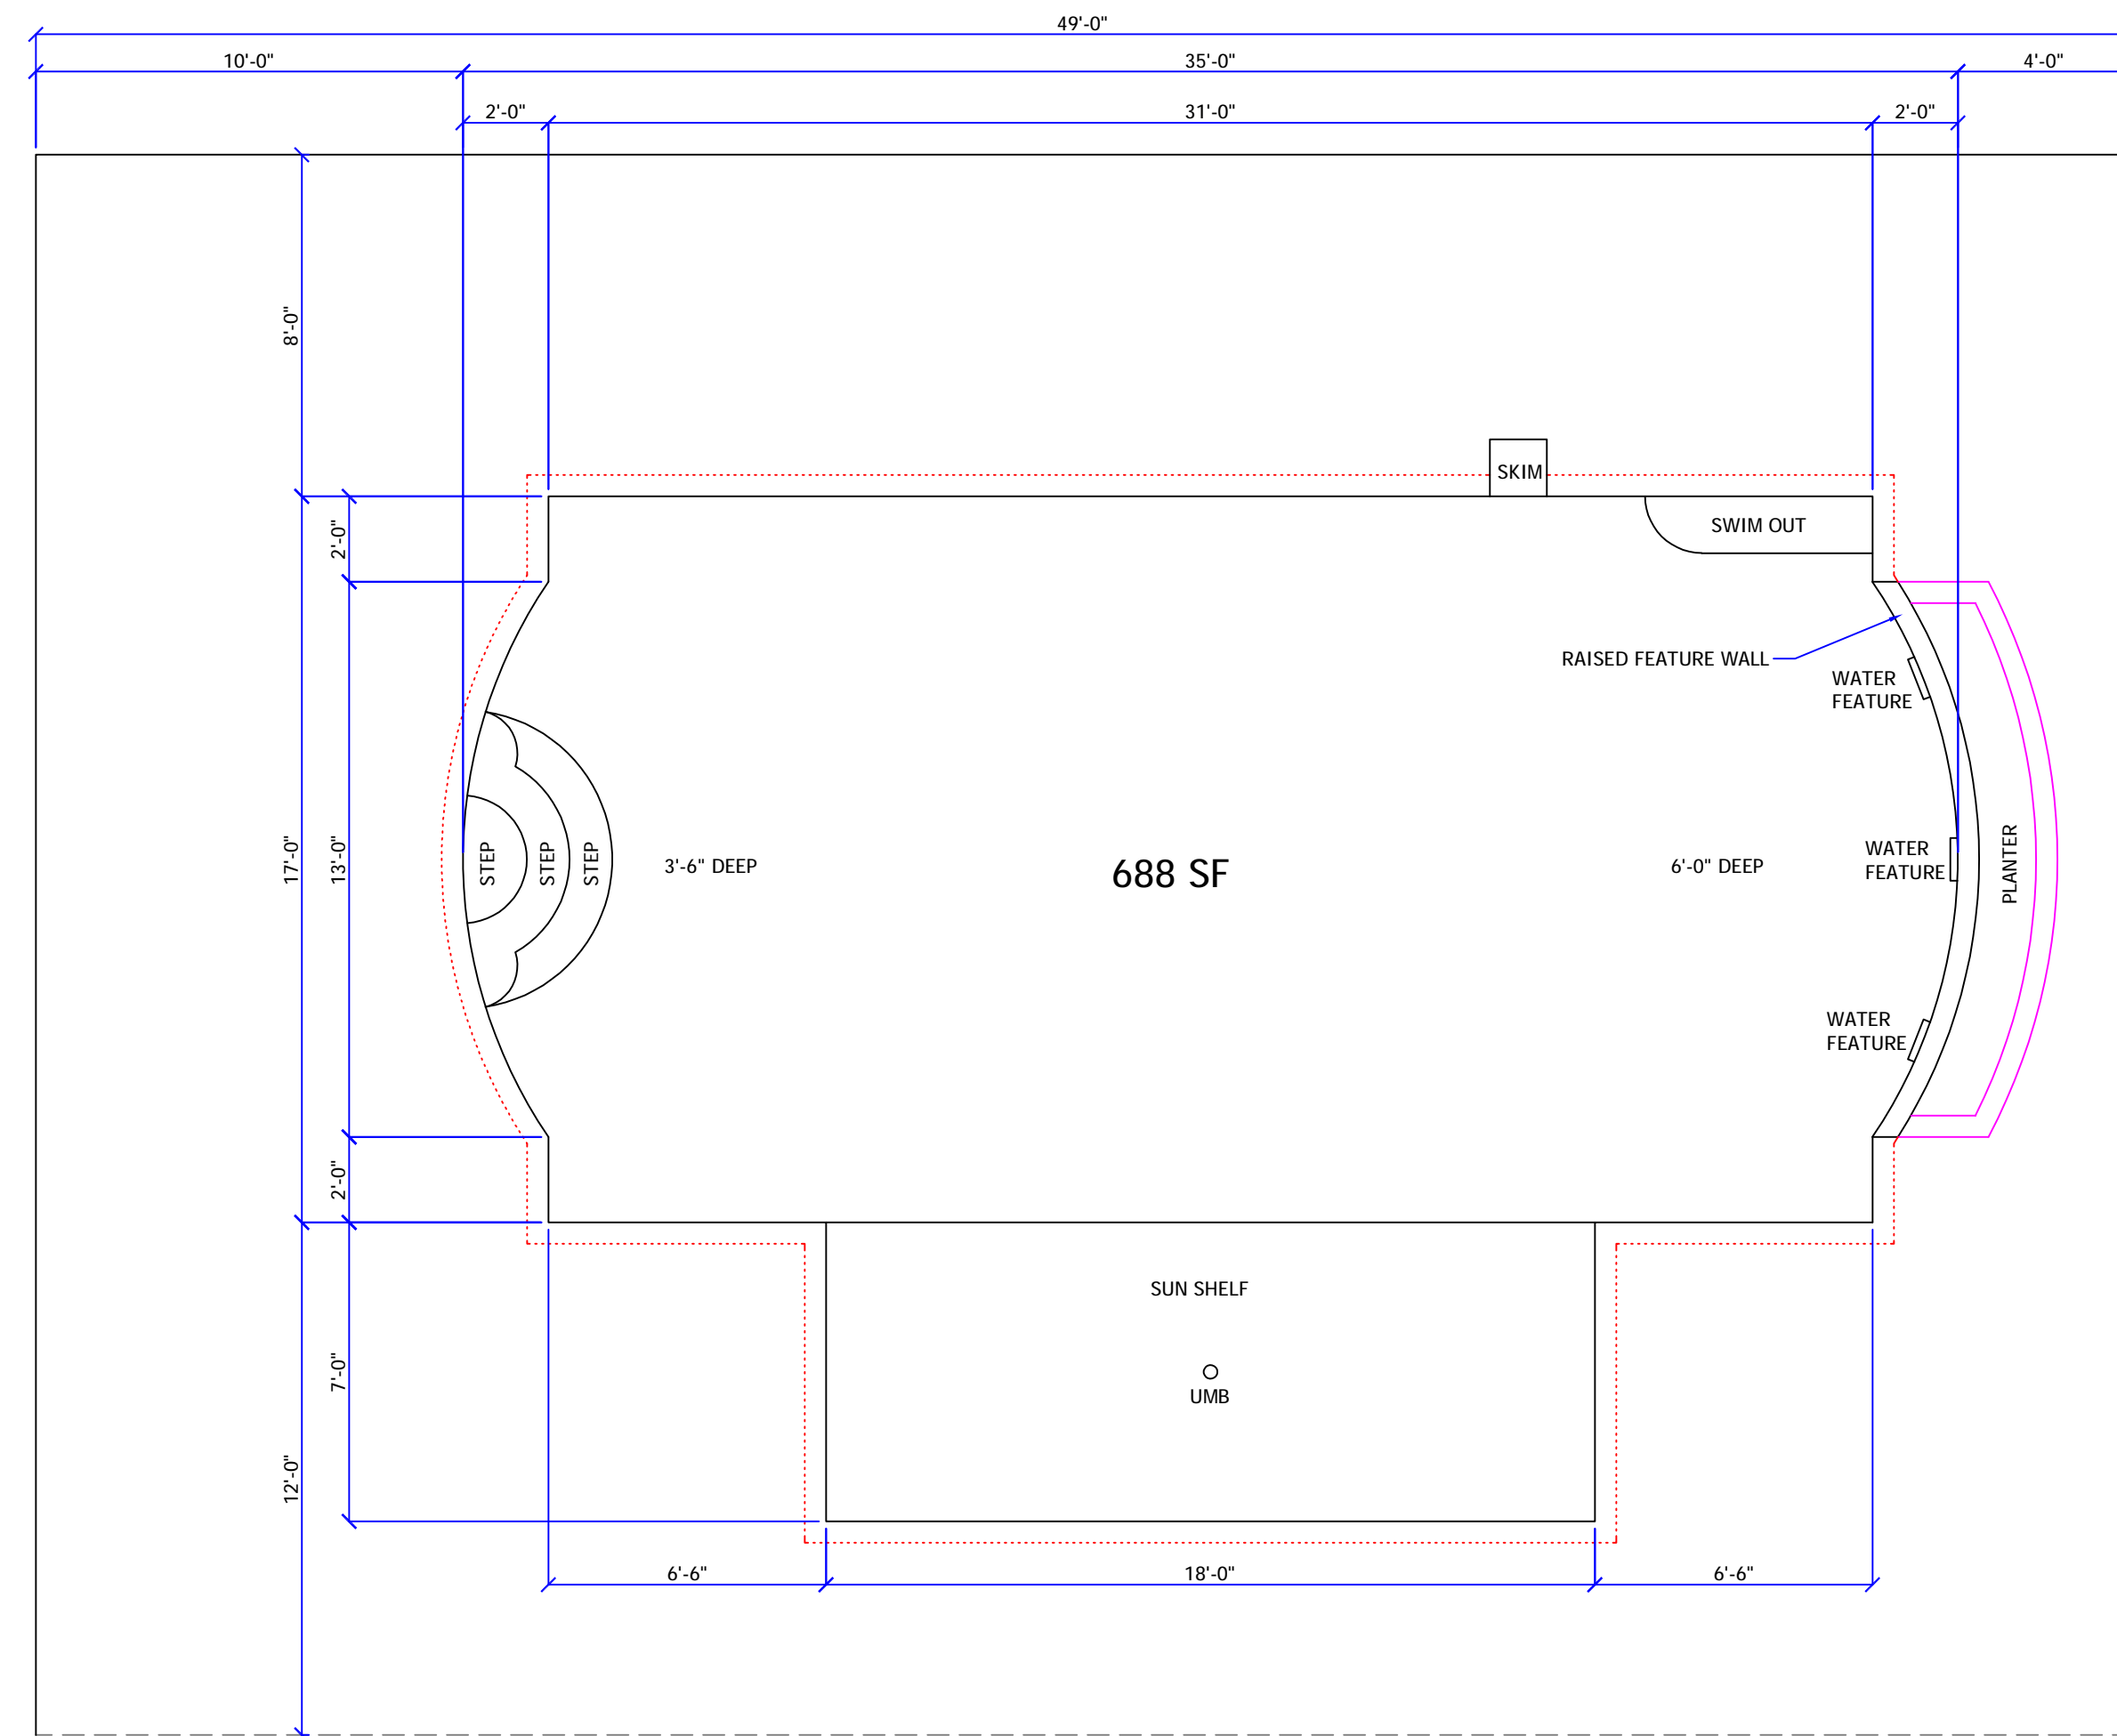 49'-0"
10'-0"
35'-0"
4'-0"
2'-0"
31'-0"
2'-0"
8'-0"
SKIM
2'-0"
SWIM OUT
RAISED FEATURE WALL
WATER
FEATURE
17'-0"
13'-0"
STEP
STEP
STEP
3'-6" DEEP
688 SF
6'-0" DEEP
WATER
FEATURE
PLANTER
WATER
FEATURE
2'-0"
SUN SHELF
7'-0"
UMB
12'-0"
6'-6"
18'-0"
6'-6"